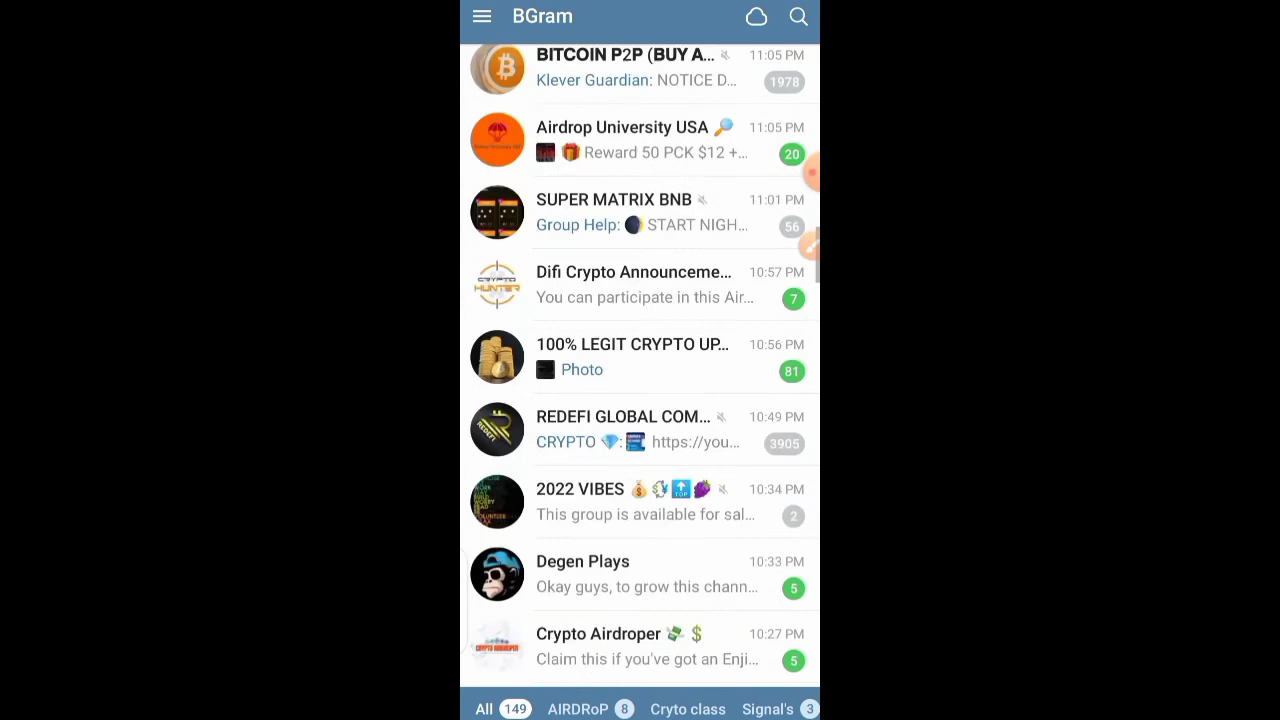 BGram
BITCOIN P2P (BUY A... 11:05 PM
Klever Guardian: NOTICE D... 1978
Airdrop University USA 🔎 11:05 PM
🎁 Reward 50 PCK $12 +... 20
SUPER MATRIX BNB 11:01 PM
Group Help: 🌒 START NIGH... 56
CRYPTO
HUNTER
Difi Crypto Announceme... 10:57 PM
You can participate in this Air... 7
100% LEGIT CRYPTO UP... 10:56 PM
Photo 81
REDEFI
REDEFI GLOBAL COM... 10:49 PM
CRYPTO 💎: https://you... 3905
2022 VIBES 💰💱🔝🍇 10:34 PM
This group is available for sal... 2
Degen Plays 10:33 PM
Okay guys, to grow this chann... 5
Crypto Airdroper 💸💲 10:27 PM
Claim this if you've got an Enji... 5
All 149 AIRDRoP 8 Cryto class Signal's 3